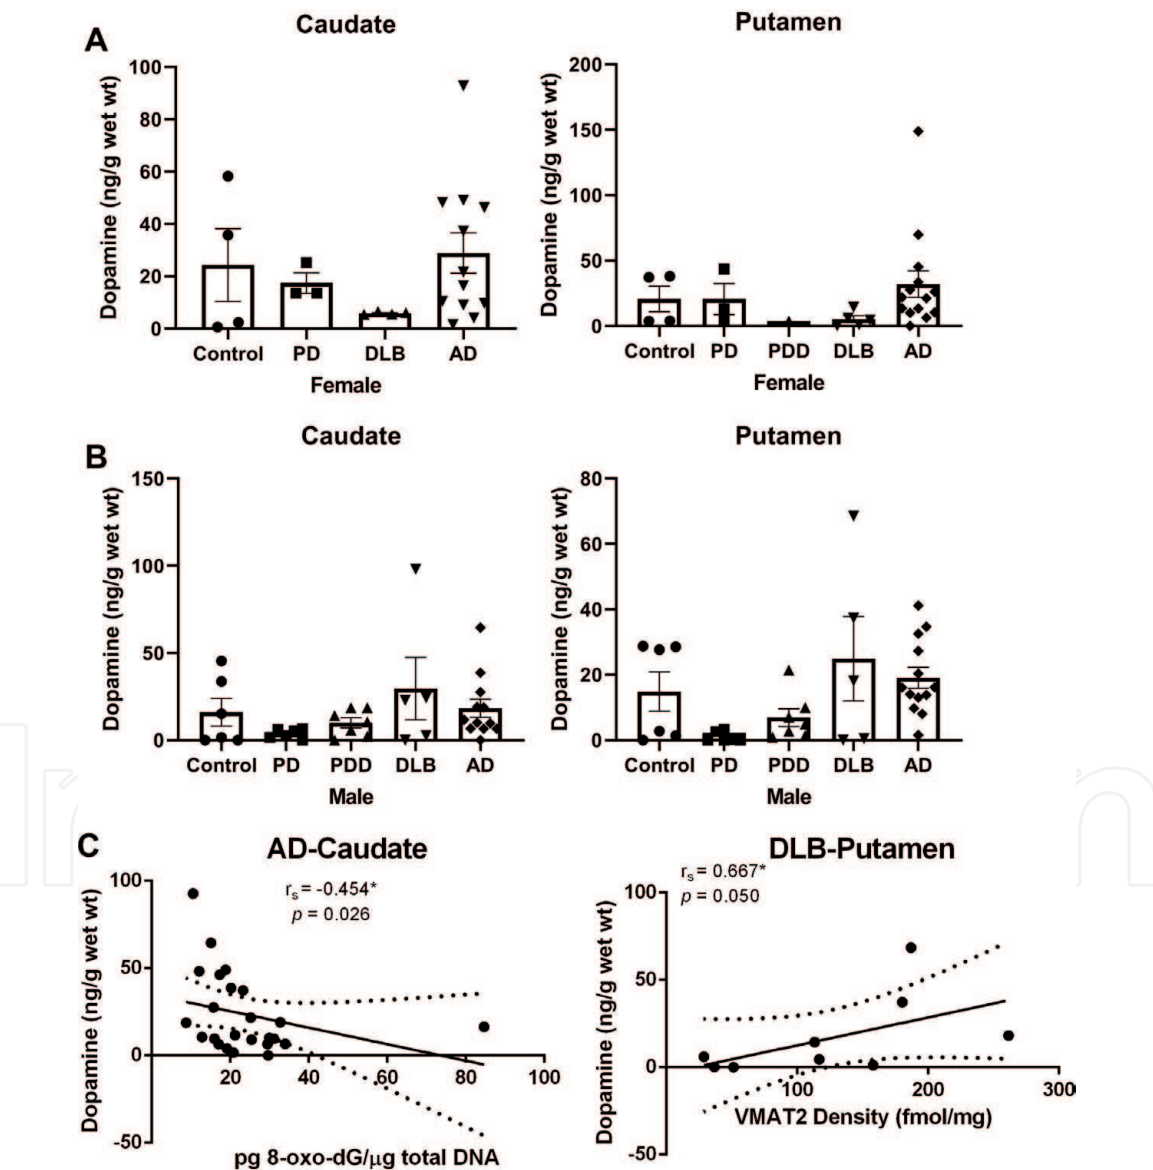 A
Caudate
Dopamine (ng/g wet wt)
100
80
60
40
20
0
Control PD DLB AD
Female
Putamen
Dopamine (ng/g wet wt)
200
150
100
50
0
Control PD PDD DLB AD
Female
B
Caudate
Dopamine (ng/g wet wt)
150
100
50
0
Control PD PDD DLB AD
Male
Putamen
Dopamine (ng/g wet wt)
80
60
40
20
0
Control PD PDD DLB AD
Male
C
AD-Caudate
rs= -0.454*
p = 0.026
Dopamine (ng/g wet wt)
100
50
0
-50
20 40 60 80 100
pg 8-oxo-dG/μg total DNA
DLB-Putamen
rs= 0.667*
p = 0.050
Dopamine (ng/g wet wt)
100
50
0
-50
100 200 300
VMAT2 Density (fmol/mg)